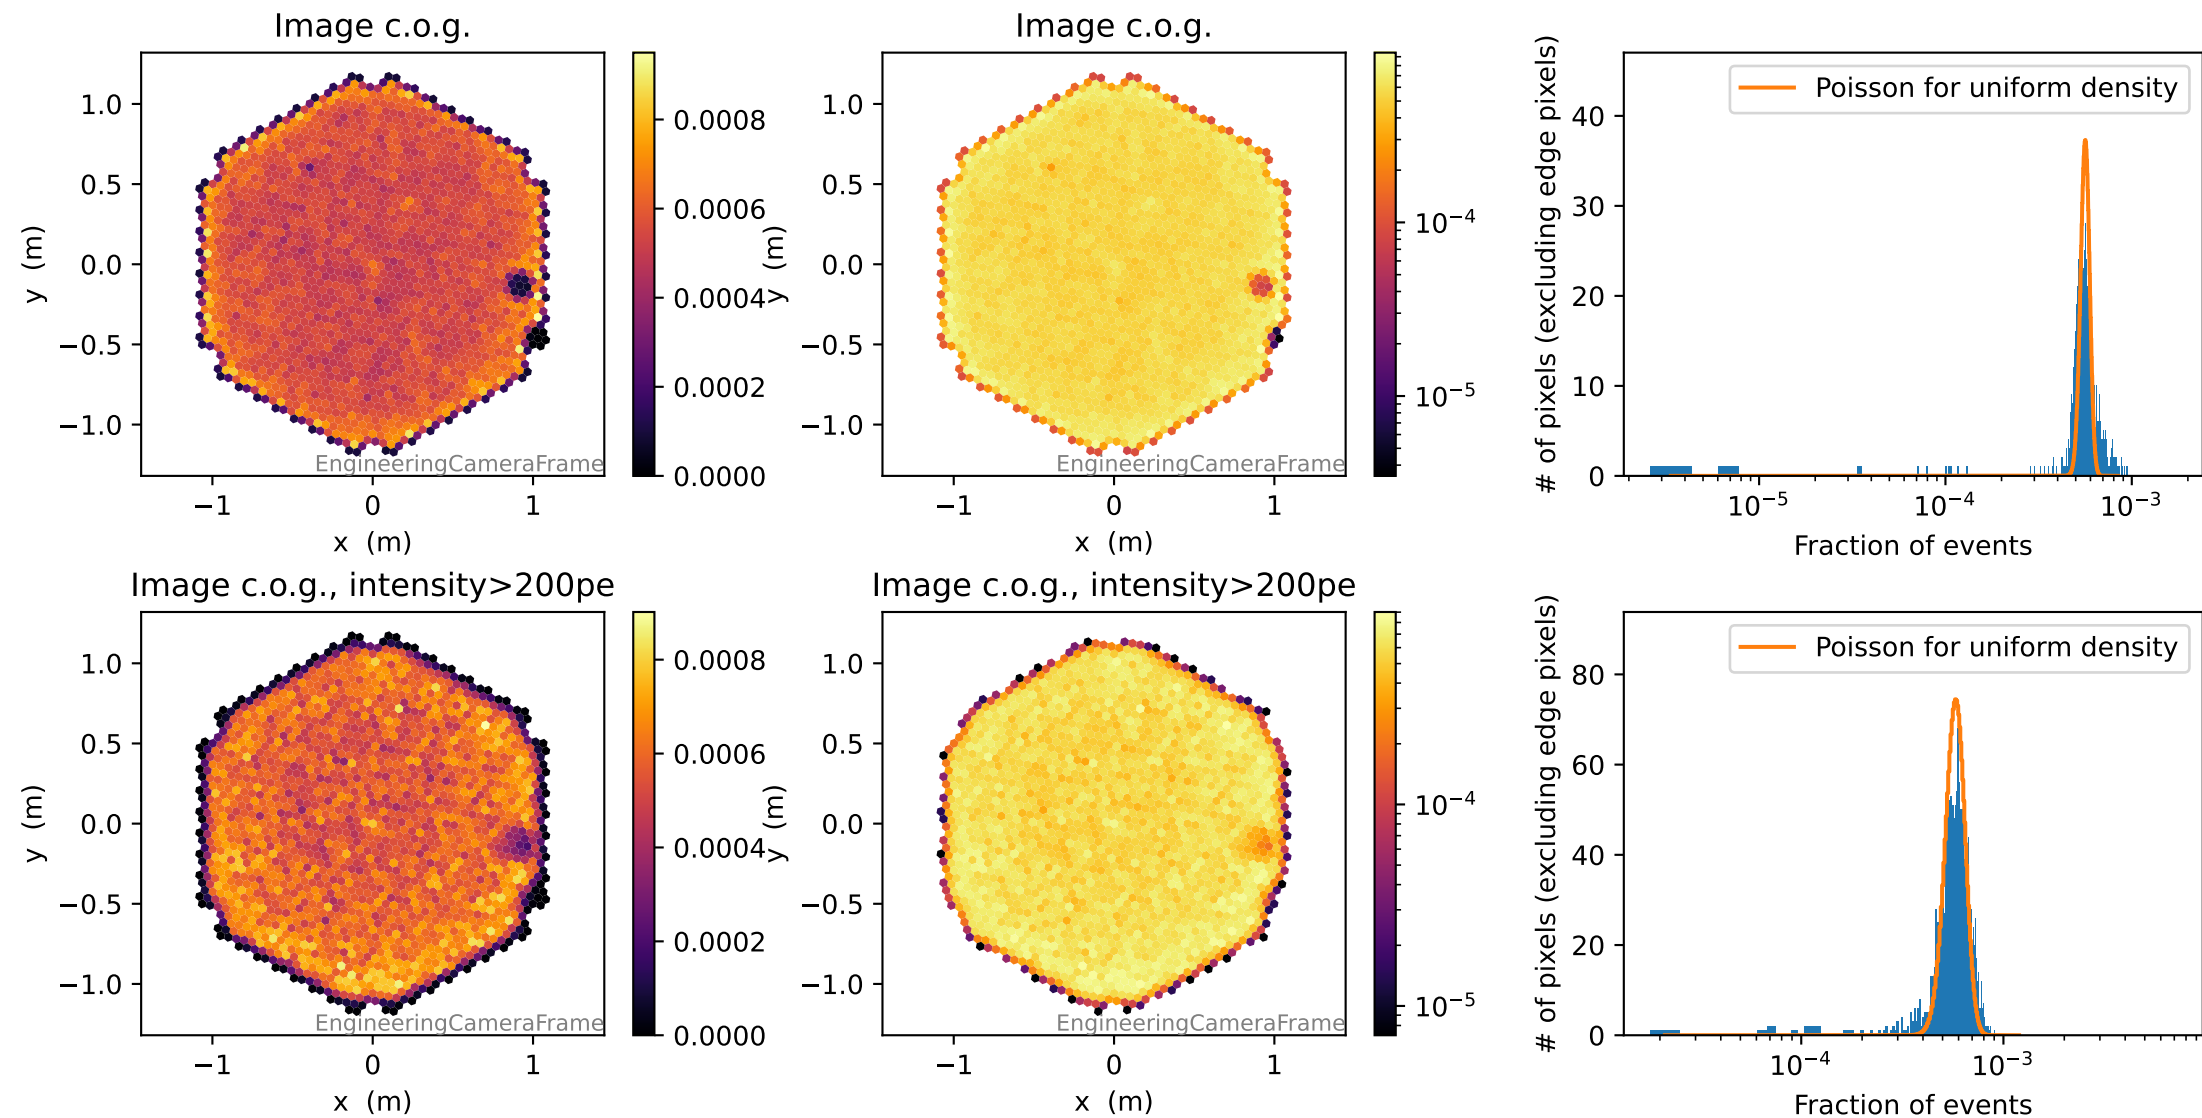 Image c.o.g.
1.0
0.5
0.0
−0.5
−1.0
y (m)
−1
0
1
x (m)
EngineeringCameraFrame
0.0008
0.0006
0.0004
0.0002
0.0000
Image c.o.g.
1.0
0.5
0.0
−0.5
−1.0
y (m)
−1
0
1
x (m)
EngineeringCameraFrame
10⁻⁴
10⁻⁵
# of pixels (excluding edge pixels)
40
30
20
10
0
Poisson for uniform density
10⁻⁵
10⁻⁴
10⁻³
Fraction of events
Image c.o.g., intensity>200pe
1.0
0.5
0.0
−0.5
−1.0
y (m)
−1
0
1
x (m)
EngineeringCameraFrame
0.0008
0.0006
0.0004
0.0002
0.0000
Image c.o.g., intensity>200pe
1.0
0.5
0.0
−0.5
−1.0
y (m)
−1
0
1
x (m)
EngineeringCameraFrame
10⁻⁴
10⁻⁵
# of pixels (excluding edge pixels)
80
60
40
20
0
Poisson for uniform density
10⁻⁴
10⁻³
Fraction of events